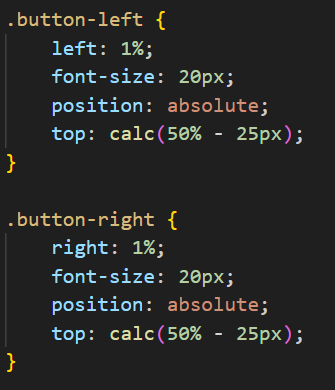 .button-left {
    left: 1%;
    font-size: 20px;
    position: absolute;
    top: calc(50% - 25px);
}

.button-right {
    right: 1%;
    font-size: 20px;
    position: absolute;
    top: calc(50% - 25px);
}